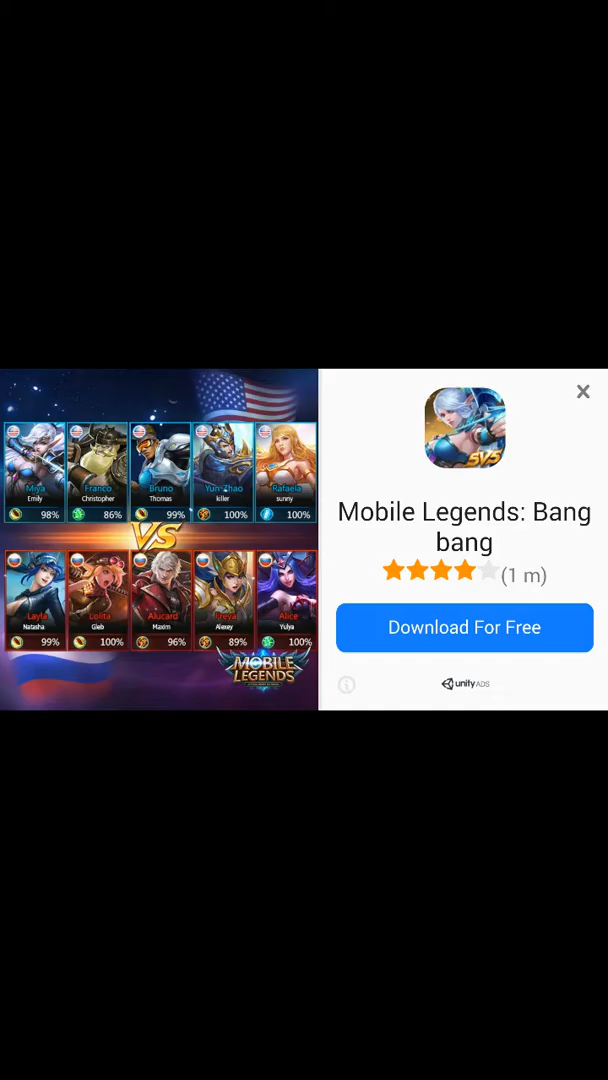 Miya Franco Bruno Yun Zhao Rafaela
Emily Christopher Thomas killer sunny
98% 86% 99% 100% 100%
VS
Layla Lolita Alucard Freya Alice
Natasha Gleb Maxim Alexey Yulya
99% 100% 96% 89% 100%
MOBILE
LEGENDS
5V5
Mobile Legends: Bang
bang
(1 m)
Download For Free
unity ADS